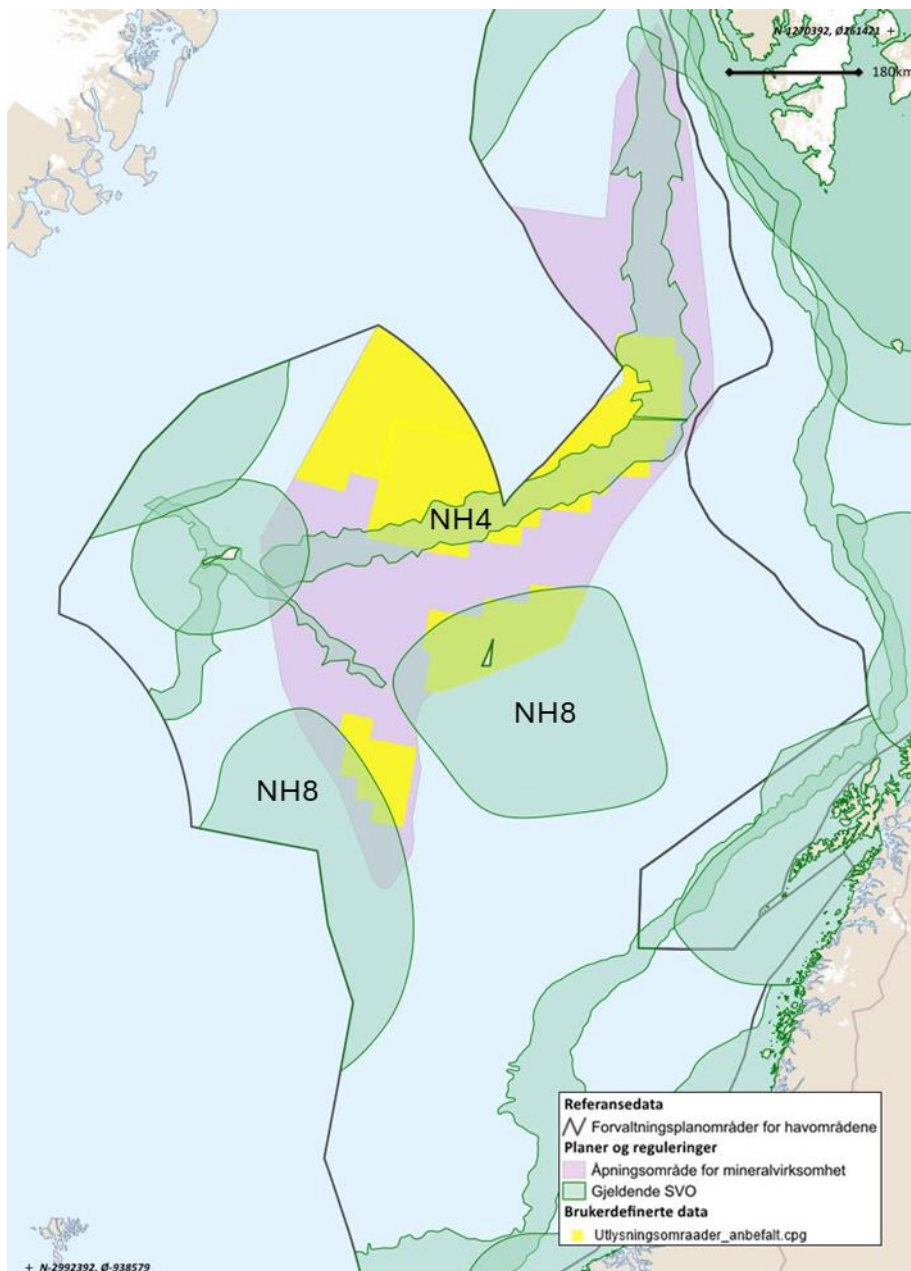 N-1270392, Ø261421 +
180km
NH4
NH8
NH8
Referansedata
Forvaltningsplanområder for havområdene
Planer og reguleringer
Åpningsområde for mineralvirksomhet
Gjeldende SVO
Brukerdefinerte data
Utlysningsomraader_anbefalt.cpg
+ N-2992392, Ø-938579